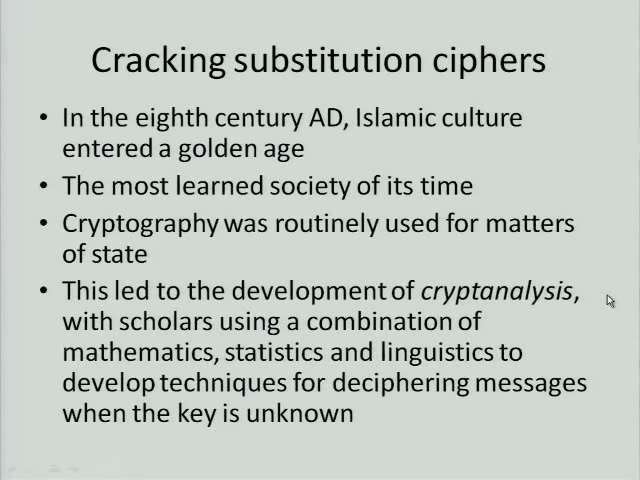 Cracking substitution ciphers
• In the eighth century AD, Islamic culture
entered a golden age
• The most learned society of its time
• Cryptography was routinely used for matters
of state
• This led to the development of cryptanalysis,
with scholars using a combination of
mathematics, statistics and linguistics to
develop techniques for deciphering messages
when the key is unknown